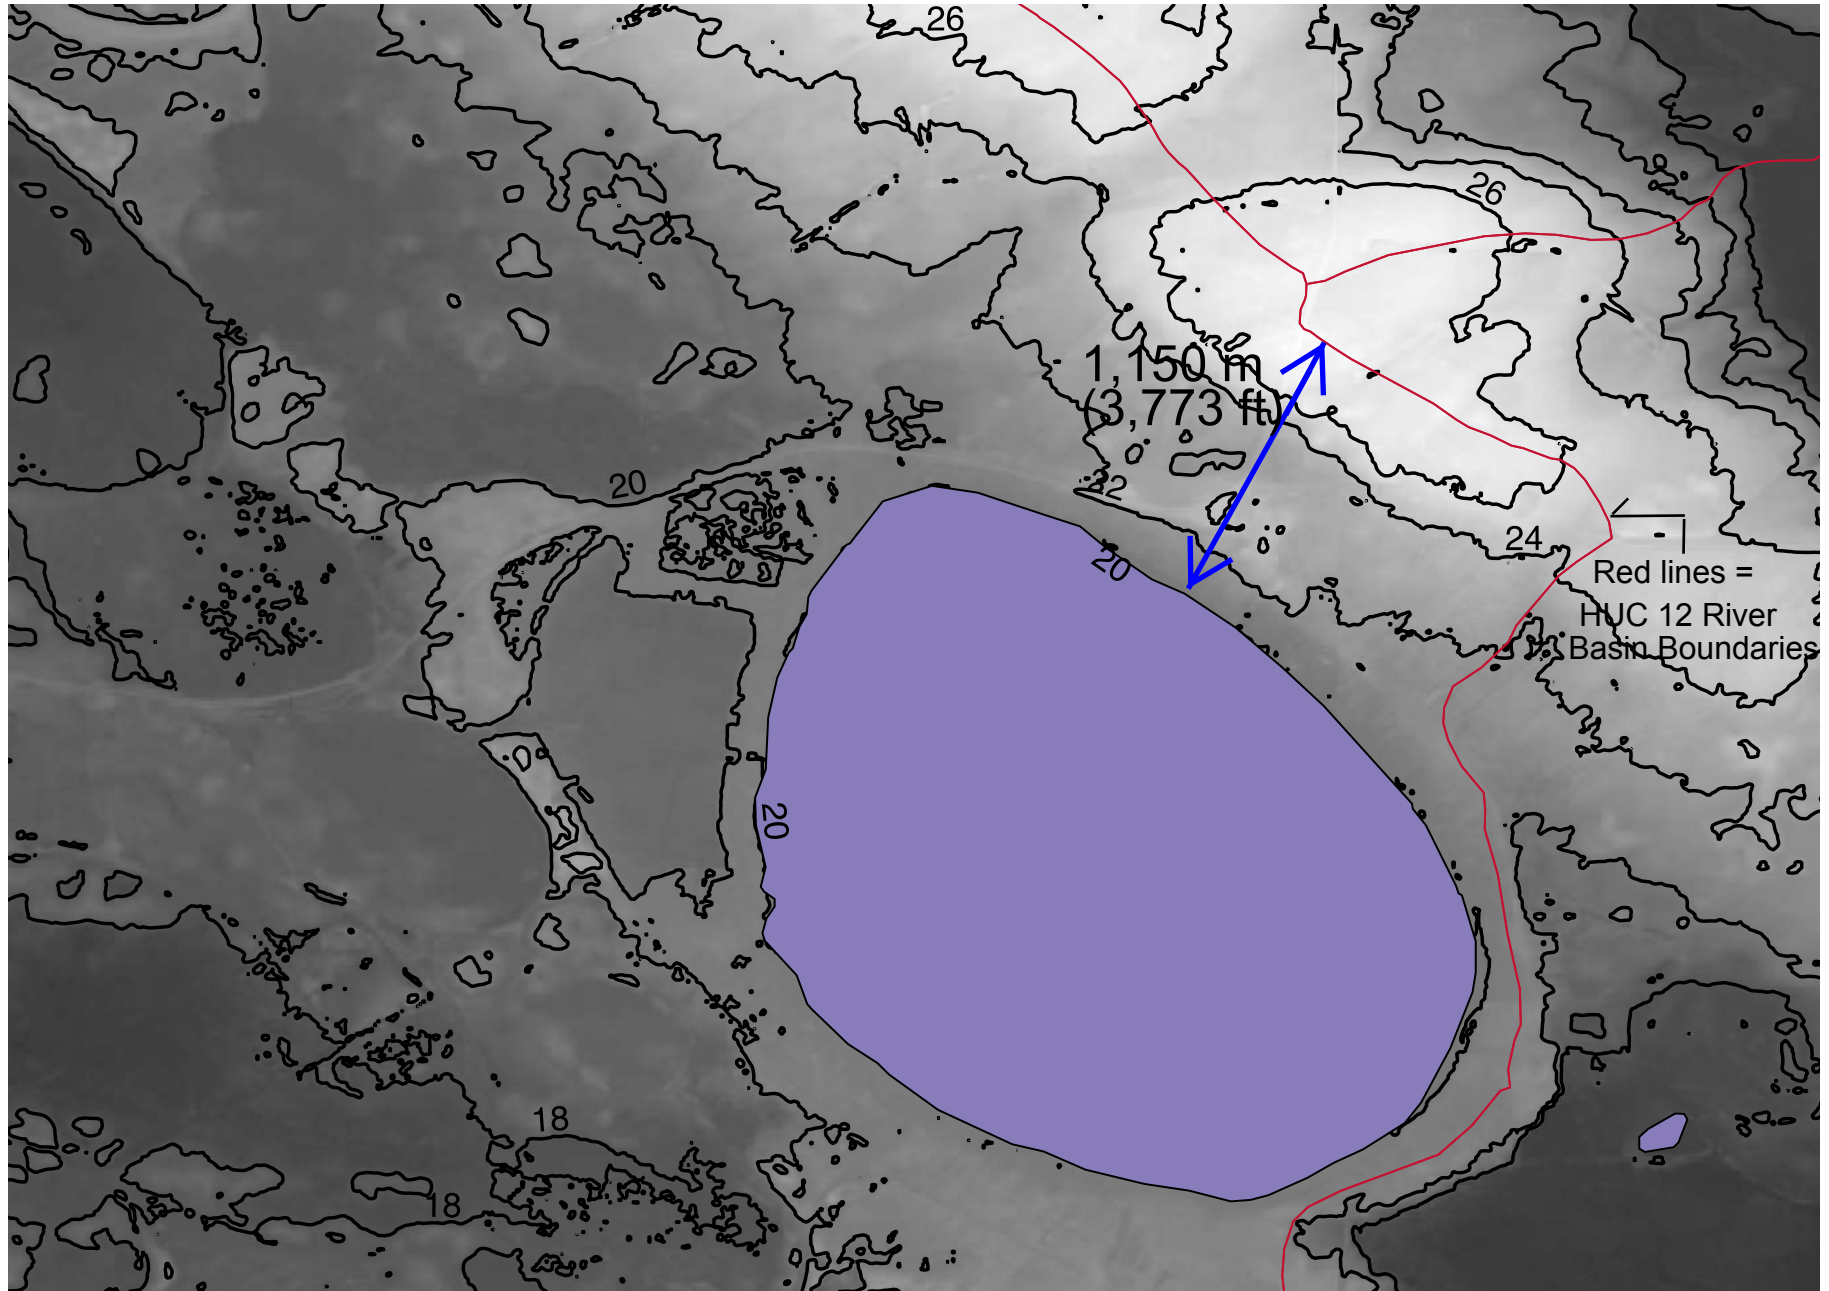 26
26
1,150 m
(3,773 ft)
20
22
24
20
Red lines =
HUC 12 River
Basin Boundaries
20
18
18